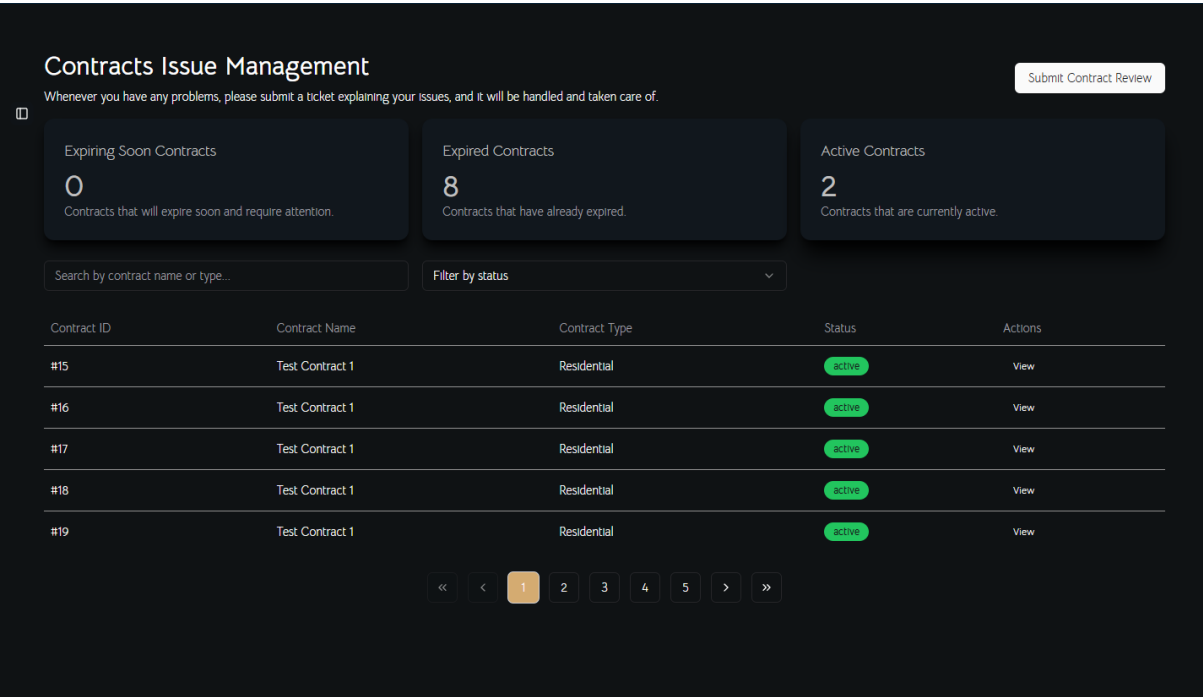 Contracts Issue Management
Submit Contract Review
Whenever you have any problems, please submit a ticket explaining your issues, and it will be handled and taken care of.
Expiring Soon Contracts
0
Contracts that will expire soon and require attention.
Expired Contracts
8
Contracts that have already expired.
Active Contracts
2
Contracts that are currently active.
Search by contract name or type...
Filter by status
Contract ID Contract Name Contract Type Status Actions
#15 Test Contract 1 Residential active View
#16 Test Contract 1 Residential active View
#17 Test Contract 1 Residential active View
#18 Test Contract 1 Residential active View
#19 Test Contract 1 Residential active View
« ‹ 1 2 3 4 5 › »